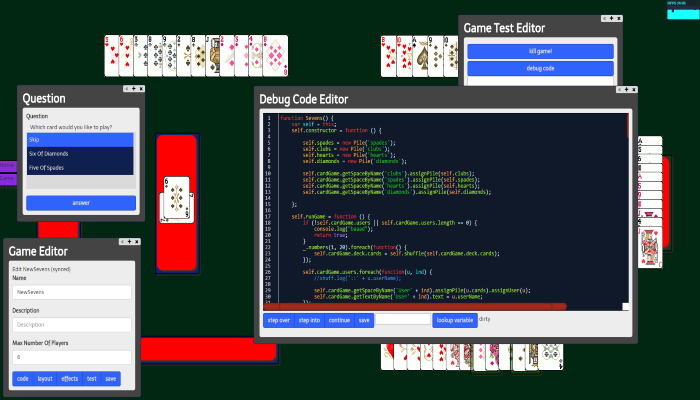 Game Test Editor
kill game!
debug code
Question
Question
Which card would you like to play?
Skip
Six Of Diamonds
Five Of Spades
answer
Debug Code Editor
1 function Sevens() {
2 var self = this;
3 self.constructor = function () {
4
5 self.spades = new Pile('spades');
6 self.clubs = new Pile('clubs');
7 self.hearts = new Pile('hearts');
8 self.diamonds = new Pile('diamonds');
9
10 self.cardGame.getSpaceByName('clubs').assignPile(self.clubs);
11 self.cardGame.getSpaceByName('spades').assignPile(self.spades);
12 self.cardGame.getSpaceByName('hearts').assignPile(self.hearts);
13 self.cardGame.getSpaceByName('diamonds').assignPile(self.diamonds);
14
15 };
16
17 self.runGame = function () {
18 if (!self.cardGame.users || self.cardGame.users.length == 0) {
19 console.log('baaad');
20 return true;
21 }
22 _.numbers(1, 20).foreach(function() {
23 self.cardGame.deck.cards = self.shuffle(self.cardGame.deck.cards);
24 });
25
26 self.cardGame.users.foreach(function(u, ind) {
27 //shuff.log('::' + u.userName);
28
29 self.cardGame.getSpaceByName('User' + ind).assignPile(u.cards).assignUser(u);
30 self.cardGame.getTextByName('User' + ind).text = u.userName;
step over
step into
continue
save
lookup variable
dirty
Game Editor
Edit NewSevens (synced)
Name
NewSevens
Description
Description
Max Number Of Players
6
code
layout
effects
test
save